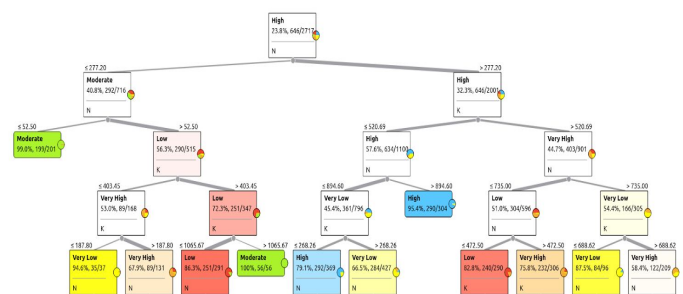 High
23.8%, 646/2717
N
≤ 277.20
> 277.20
Moderate
40.8%, 292/716
N
High
32.3%, 646/2001
K
≤ 52.50
> 52.50
≤ 520.69
> 520.69
Moderate
99.0%, 199/201
Low
56.3%, 290/515
K
High
57.6%, 634/1100
N
Very High
44.7%, 403/901
N
≤ 403.45
> 403.45
≤ 894.60
> 894.60
≤ 735.00
> 735.00
Very High
53.0%, 89/168
N
Low
72.3%, 251/347
K
Very Low
45.4%, 361/796
N
High
95.4%, 290/304
Low
51.0%, 304/596
N
Very Low
54.4%, 166/305
N
≤ 187.80
> 187.80
≤ 1065.67
> 1065.67
≤ 268.26
> 268.26
≤ 472.50
> 472.50
≤ 688.62
> 688.62
Very Low
94.6%, 35/37
Very High
67.9%, 89/131
N
Low
86.3%, 251/291
Moderate
100%, 56/56
High
79.1%, 292/369
N
Very Low
66.5%, 284/427
Low
82.8%, 240/290
Very High
75.8%, 232/306
K
Very Low
87.5%, 84/96
Very High
58.4%, 122/209